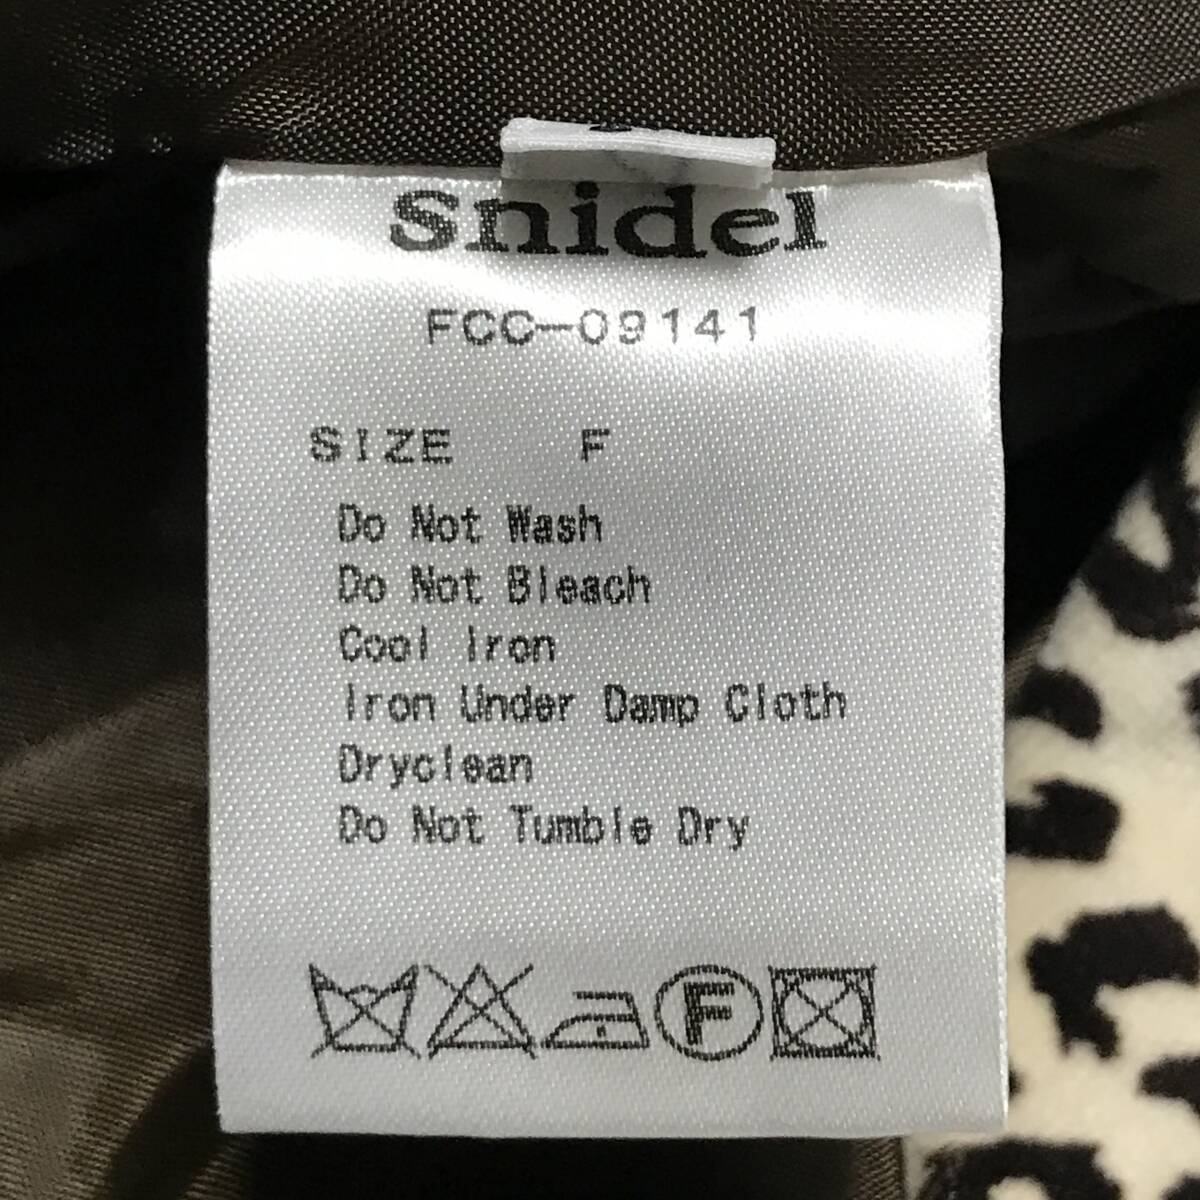 Snidel
FCC-09141
SIZE F
Do Not Wash
Do Not Bleach
Cool Iron
Iron Under Damp Cloth
Dryclean
Do Not Tumble Dry
F